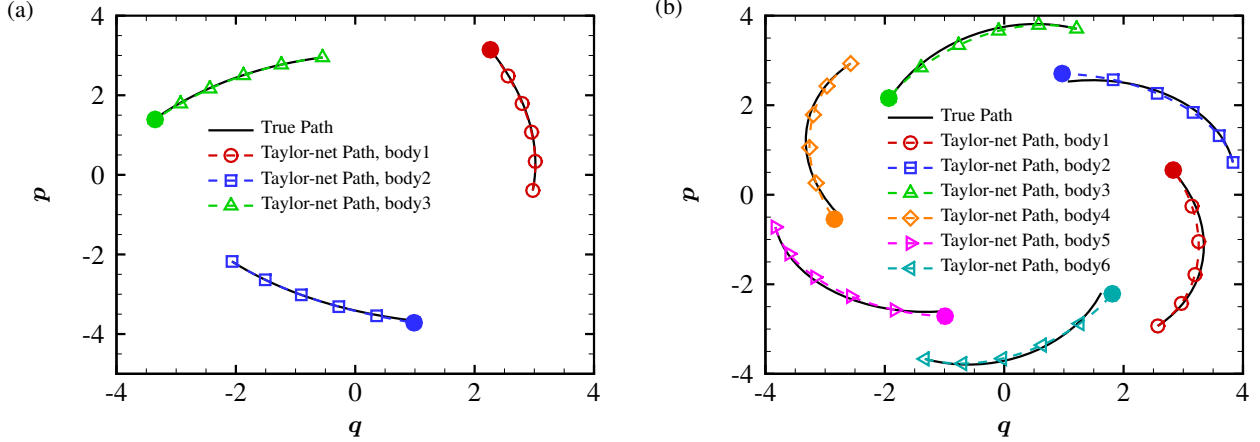 (a)
4
2
0
-2
-4
p
-4
-2
0
2
4
q
True Path
Taylor-net Path, body1
Taylor-net Path, body2
Taylor-net Path, body3
(b)
4
2
0
-2
-4
p
-4
-2
0
2
4
q
True Path
Taylor-net Path, body1
Taylor-net Path, body2
Taylor-net Path, body3
Taylor-net Path, body4
Taylor-net Path, body5
Taylor-net Path, body6